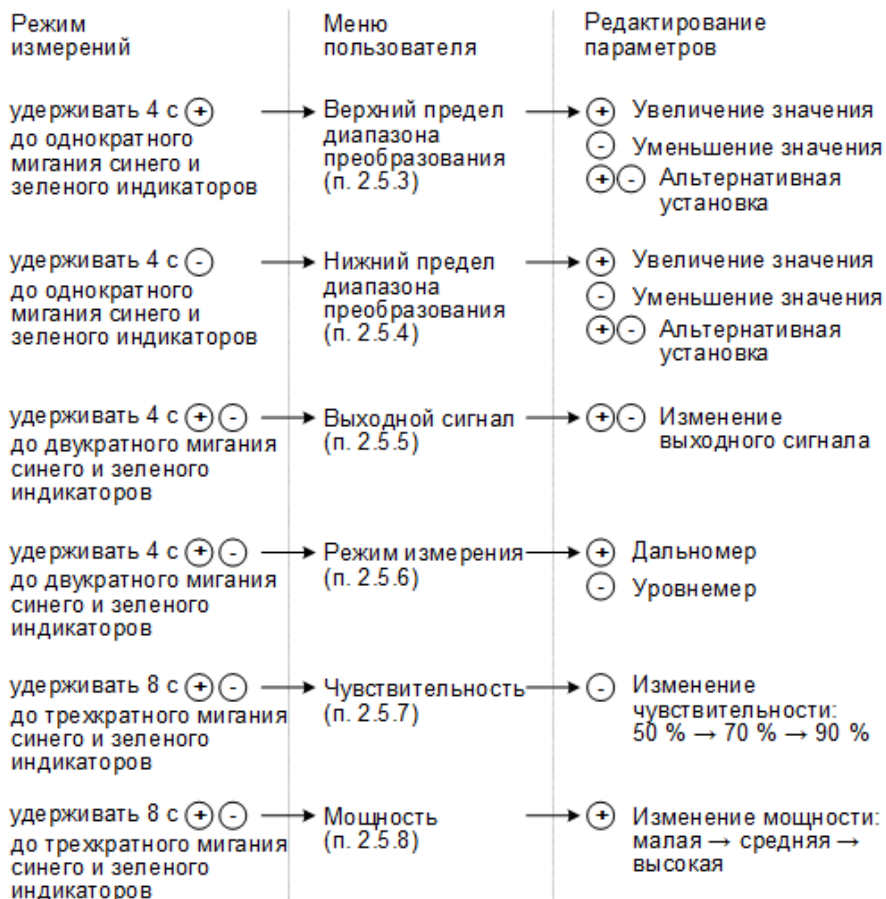 Режим
измерений
Меню
пользователя
Редактирование
параметров
удерживать 4 с (+)
до однократного
мигания синего и
зеленого индикаторов
Верхний предел
диапазона
преобразования
(п. 2.5.3)
(+) Увеличение значения
(-) Уменьшение значения
(+)(-) Альтернативная
установка
удерживать 4 с (-)
до однократного
мигания синего и
зеленого индикаторов
Нижний предел
диапазона
преобразования
(п. 2.5.4)
(+) Увеличение значения
(-) Уменьшение значения
(+)(-) Альтернативная
установка
удерживать 4 с (+)(-)
до двукратного мигания
синего и зеленого
индикаторов
Выходной сигнал
(п. 2.5.5)
(+)(-) Изменение
выходного сигнала
удерживать 4 с (+)(-)
до двукратного мигания
синего и зеленого
индикаторов
Режим измерения
(п. 2.5.6)
(+) Дальномер
(-) Уровнемер
удерживать 8 с (+)(-)
до трехкратного мигания
синего и зеленого
индикаторов
Чувствительность
(п. 2.5.7)
(-) Изменение
чувствительности:
50 % → 70 % → 90 %
удерживать 8 с (+)(-)
до трехкратного мигания
синего и зеленого
индикаторов
Мощность
(п. 2.5.8)
(+) Изменение мощности:
малая → средняя →
высокая